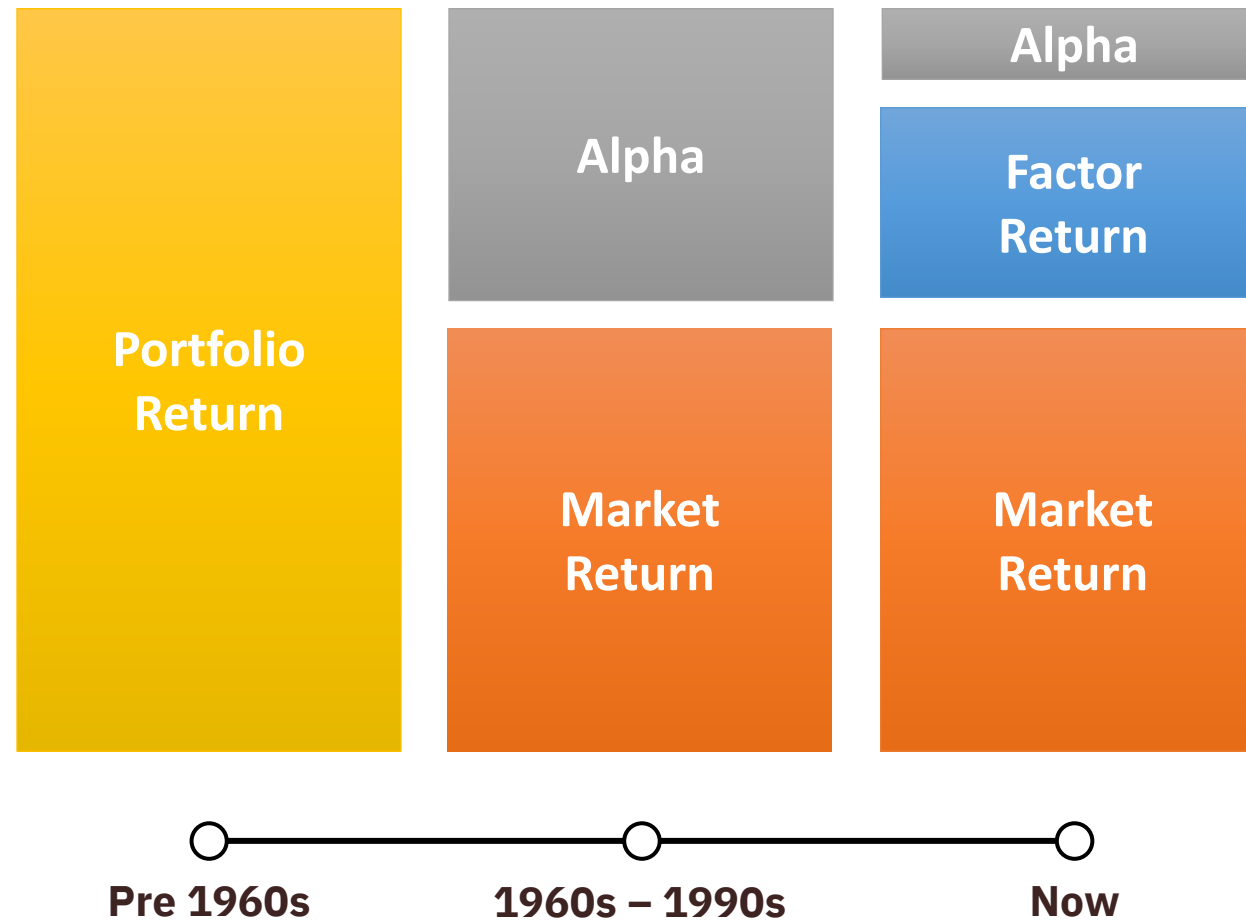 Portfolio
Return
Alpha
Market
Return
Alpha
Factor
Return
Market
Return
Pre 1960s
1960s – 1990s
Now